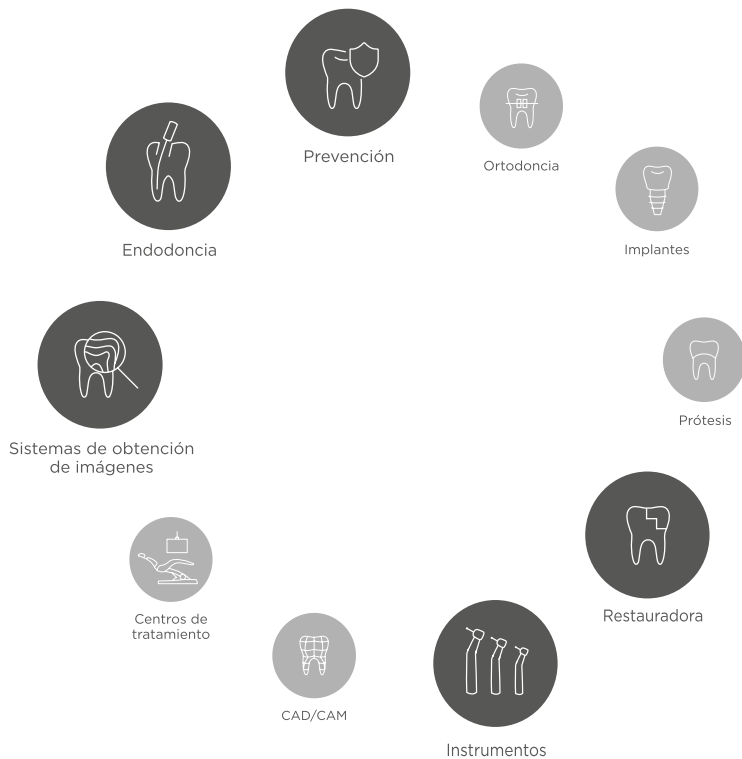 Prevención
Ortodoncia
Endodoncia
Implantes
Prótesis
Sistemas de obtención
de imágenes
Restauradora
Centros de
tratamiento
CAD/CAM
Instrumentos